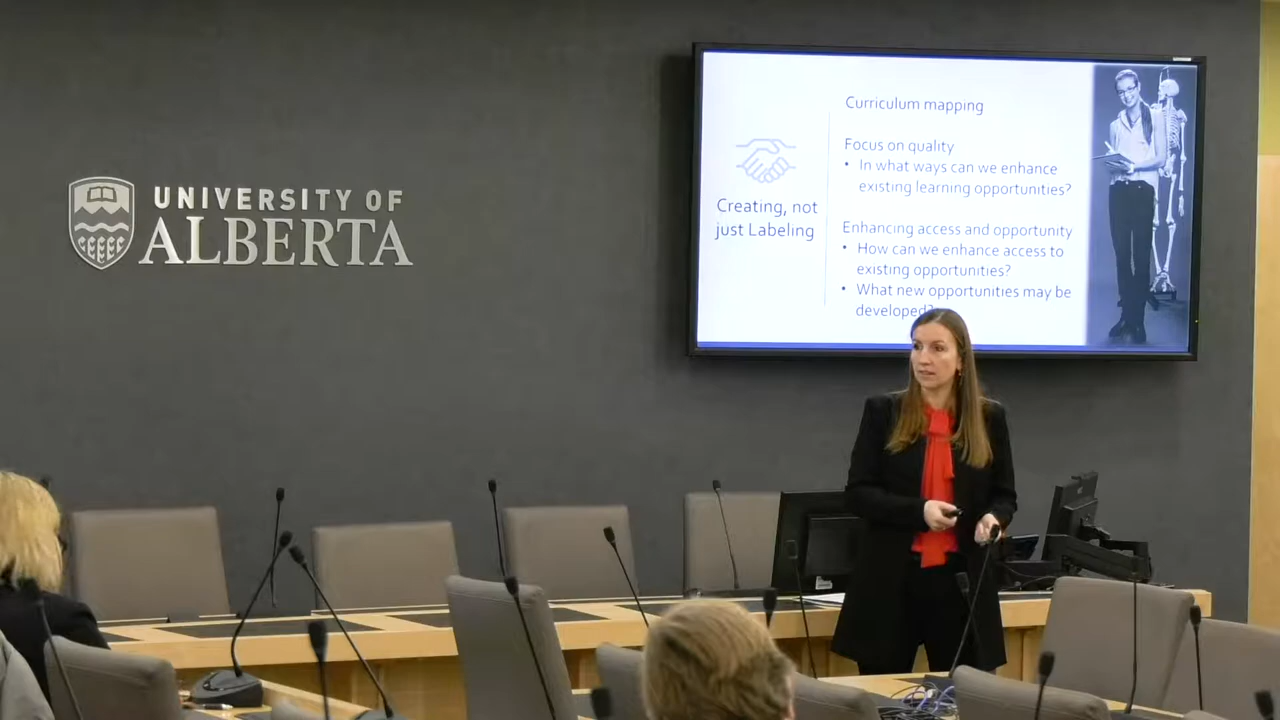 UNIVERSITY OF
ALBERTA
Creating, not
just Labeling
Curriculum mapping
Focus on quality
• In what ways can we enhance
existing learning opportunities?
Enhancing access and opportunity
• How can we enhance access to
existing opportunities?
• What new opportunities may be
developed?